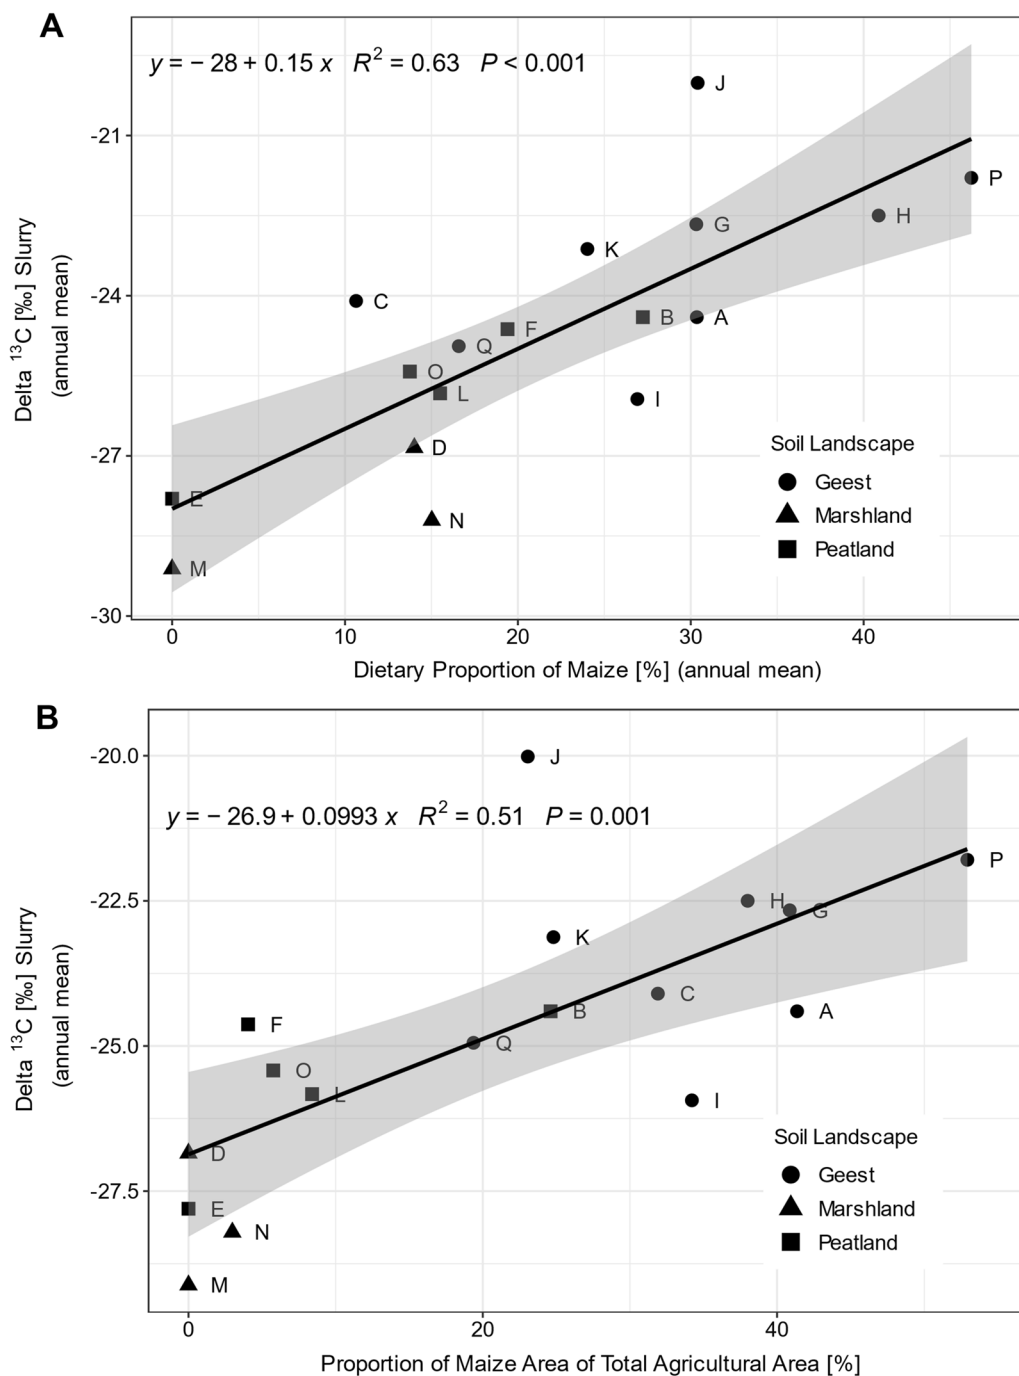 A
y = − 28 + 0.15 x R² = 0.63 P < 0.001
J
-21
P
H
G
K
-24
C
A
B
F
Q
O
L
I
-27
D
N
E
M
-30
Soil Landscape
Geest
Marshland
Peatland
0 10 20 30 40
Dietary Proportion of Maize [%] (annual mean)
Delta ¹³C [‰] Slurry
(annual mean)
B
-20.0
J
y = − 26.9 + 0.0993 x R² = 0.51 P = 0.001
P
-22.5
H
G
K
C
A
B
F
Q
-25.0
O
L
I
D
-27.5
E
N
M
Soil Landscape
Geest
Marshland
Peatland
0 20 40
Proportion of Maize Area of Total Agricultural Area [%]
Delta ¹³C [‰] Slurry
(annual mean)